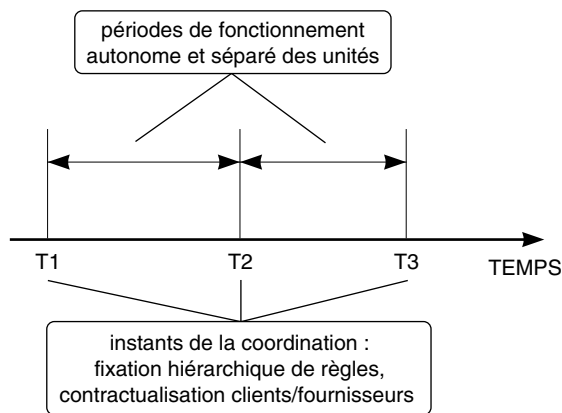 périodes de fonctionnement
autonome et séparé des unités
T1
T2
T3
TEMPS
instants de la coordination :
fixation hiérarchique de règles,
contractualisation clients/fournisseurs